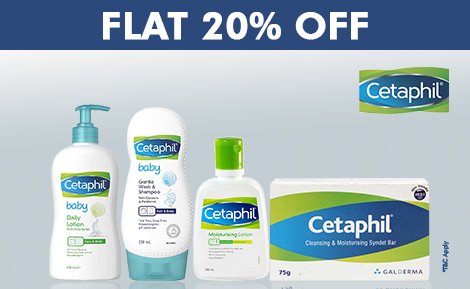 FLAT 20% OFF
Cetaphil®
Cetaphil
baby
Daily
Lotion
Cetaphil
baby
Gentle
Wash &
Shampoo
Cetaphil
Moisturising Lotion
Cetaphil®
Cleansing & Moisturising Syndet Bar
75g
GALDERMA
*T&C Apply